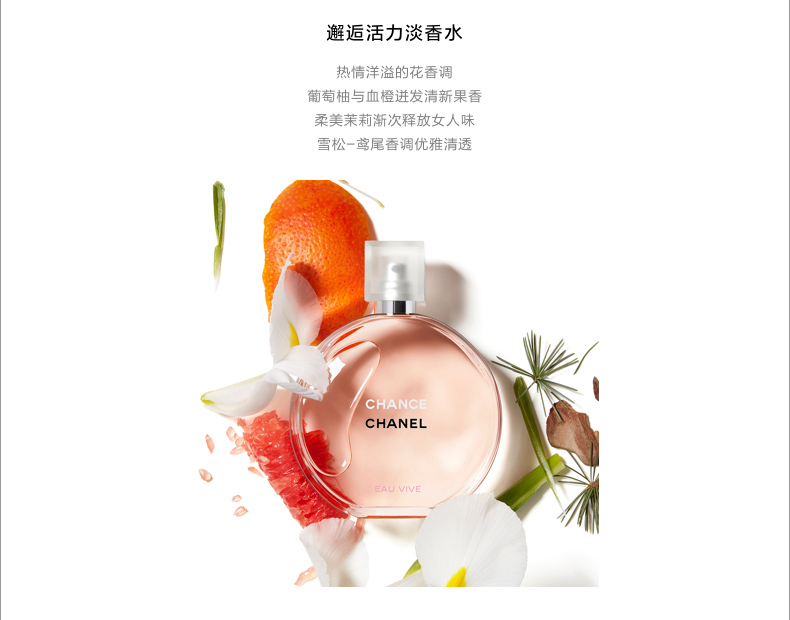 邂逅活力淡香水
热情洋溢的花香调
葡萄柚与血橙迸发清新果香
柔美茉莉渐次释放女人味
雪松–鸢尾香调优雅清透
CHANCE
CHANEL
EAU VIVE